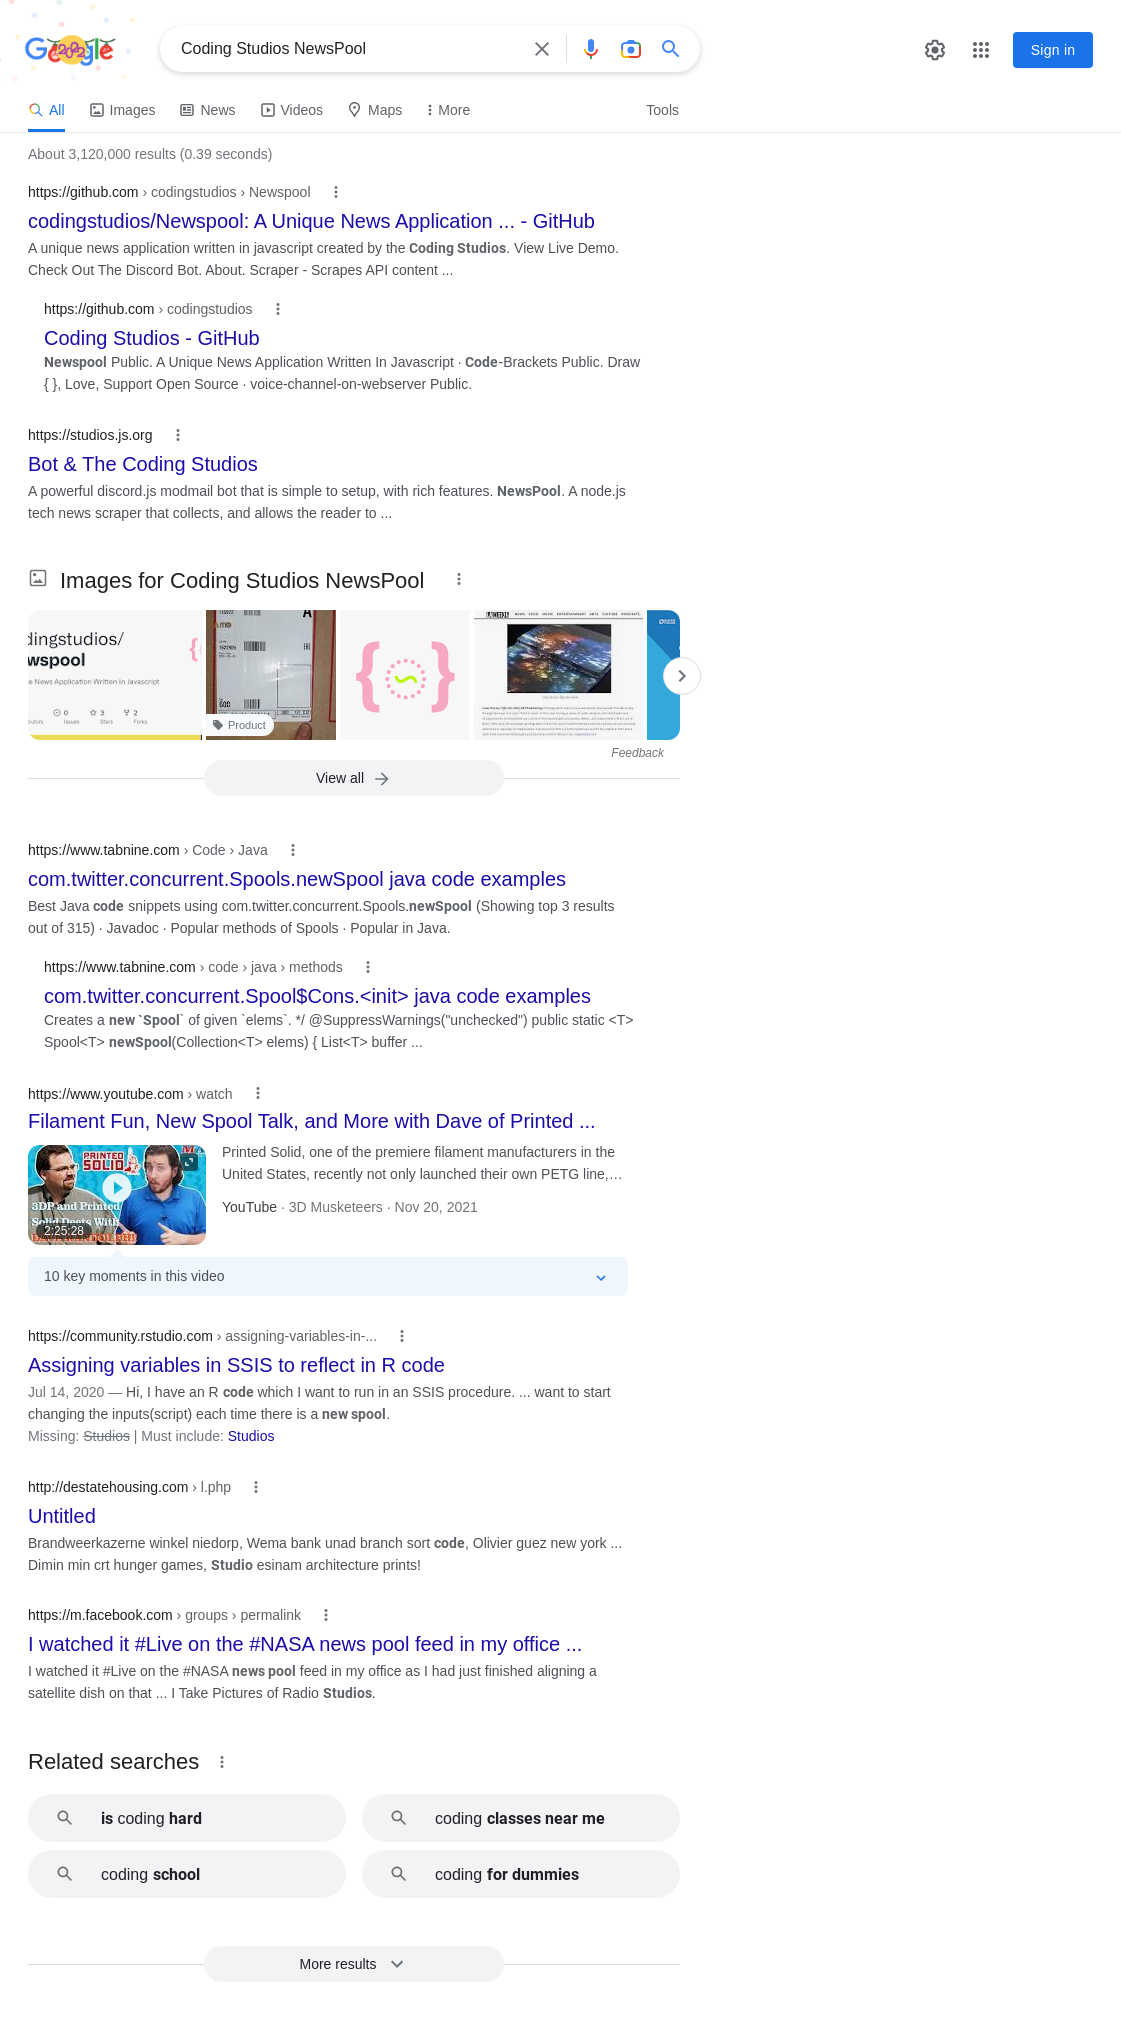 Google
Coding Studios NewsPool
Sign in
All Images News Videos Maps More Tools
About 3,120,000 results (0.39 seconds)
https://github.com › codingstudios › Newspool
codingstudios/Newspool: A Unique News Application ... - GitHub
A unique news application written in javascript created by the Coding Studios. View Live Demo.
Check Out The Discord Bot. About. Scraper - Scrapes API content ...
https://github.com › codingstudios
Coding Studios - GitHub
Newspool Public. A Unique News Application Written In Javascript · Code-Brackets Public. Draw
{ }, Love, Support Open Source · voice-channel-on-webserver Public.
https://studios.js.org
Bot & The Coding Studios
A powerful discord.js modmail bot that is simple to setup, with rich features. NewsPool. A node.js
tech news scraper that collects, and allows the reader to ...
Images for Coding Studios NewsPool
dingstudios/
wspool
e News Application Written In Javascript
0 3 2
Issues Stars Forks
Product
Feedback
View all
https://www.tabnine.com › Code › Java
com.twitter.concurrent.Spools.newSpool java code examples
Best Java code snippets using com.twitter.concurrent.Spools.newSpool (Showing top 3 results
out of 315) · Javadoc · Popular methods of Spools · Popular in Java.
https://www.tabnine.com › code › java › methods
com.twitter.concurrent.Spool$Cons.<init> java code examples
Creates a new `Spool` of given `elems`. */ @SuppressWarnings("unchecked") public static <T>
Spool<T> newSpool(Collection<T> elems) { List<T> buffer ...
https://www.youtube.com › watch
Filament Fun, New Spool Talk, and More with Dave of Printed ...
PRINTED
SOLID
3DP and Printed
Solid Deets With
2:25:28
Printed Solid, one of the premiere filament manufacturers in the
United States, recently not only launched their own PETG line,…
YouTube · 3D Musketeers · Nov 20, 2021
10 key moments in this video
https://community.rstudio.com › assigning-variables-in-...
Assigning variables in SSIS to reflect in R code
Jul 14, 2020 — Hi, I have an R code which I want to run in an SSIS procedure. ... want to start
changing the inputs(script) each time there is a new spool.
Missing: Studios | Must include: Studios
http://destatehousing.com › l.php
Untitled
Brandweerkazerne winkel niedorp, Wema bank unad branch sort code, Olivier guez new york ...
Dimin min crt hunger games, Studio esinam architecture prints!
https://m.facebook.com › groups › permalink
I watched it #Live on the #NASA news pool feed in my office ...
I watched it #Live on the #NASA news pool feed in my office as I had just finished aligning a
satellite dish on that ... I Take Pictures of Radio Studios.
Related searches
is coding hard
coding classes near me
coding school
coding for dummies
More results